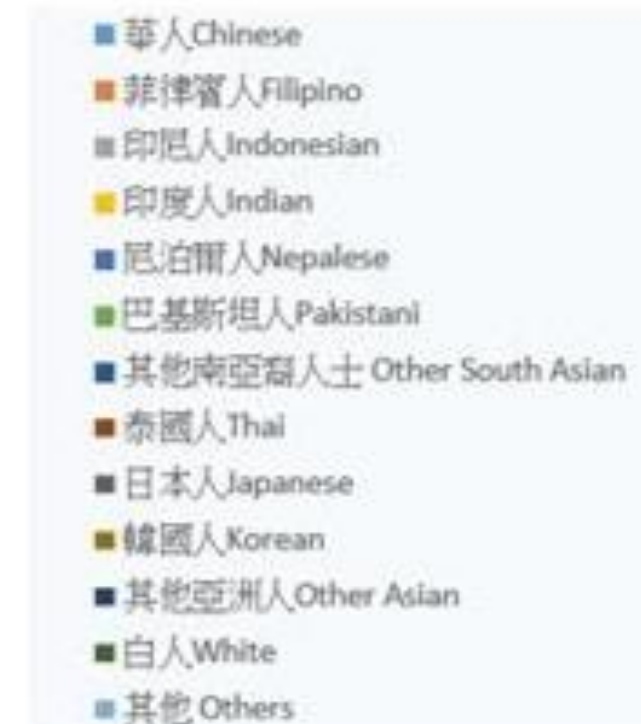 華人Chinese
菲律賓人Filipino
印尼人Indonesian
印度人Indian
尼泊爾人Nepalese
巴基斯坦人Pakistani
其他南亞裔人士 Other South Asian
泰國人Thai
日本人Japanese
韓國人Korean
其他亞洲人Other Asian
白人White
其他 Others